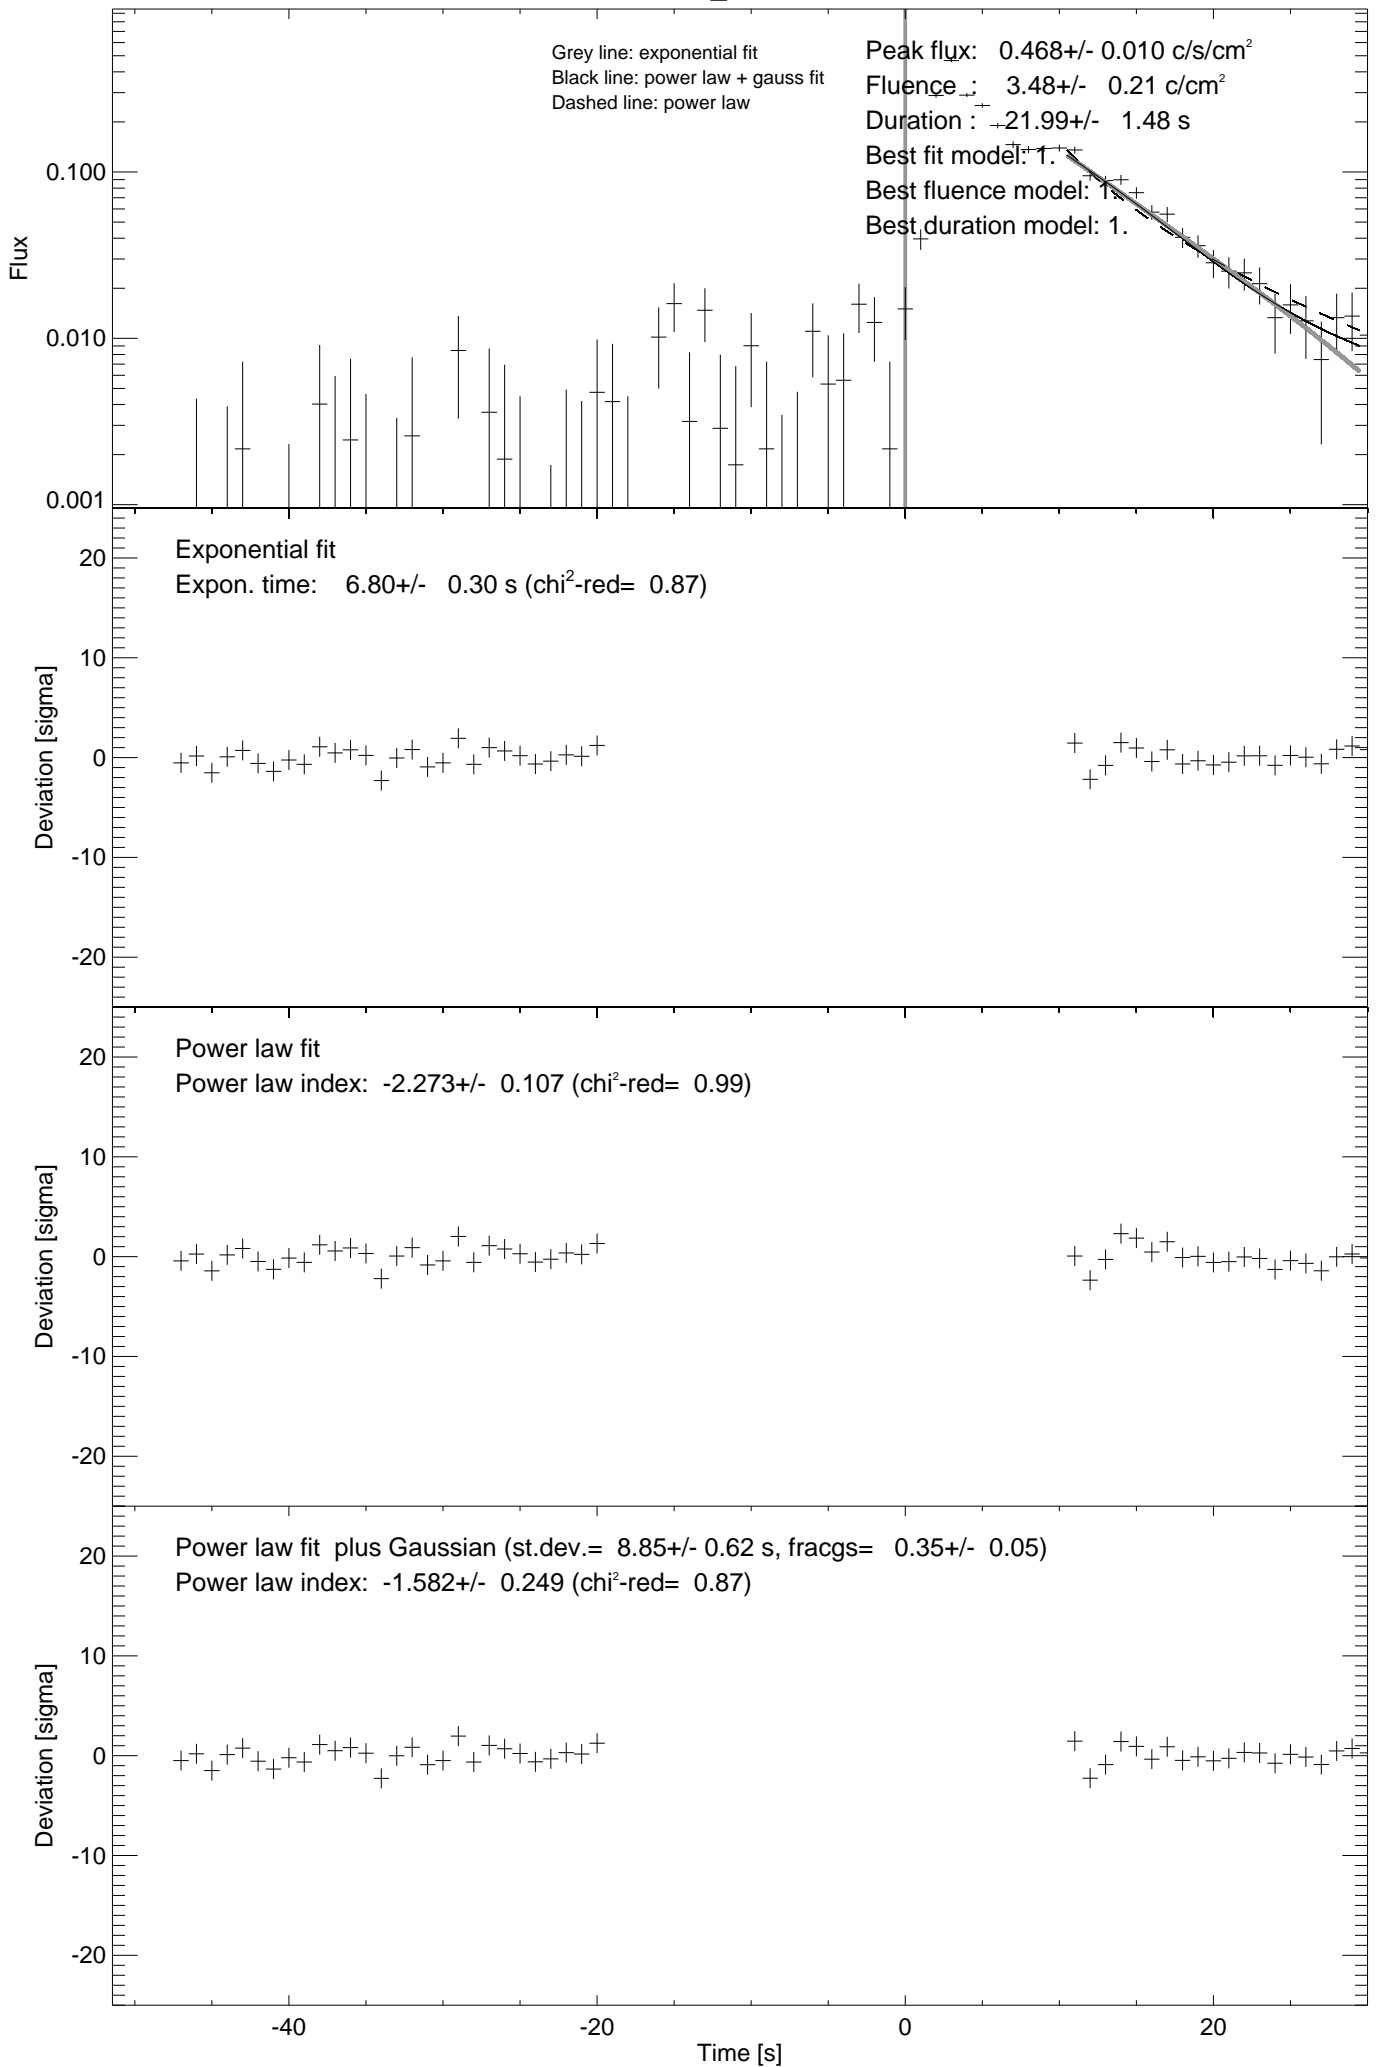 Grey line: exponential fit
Black line: power law + gauss fit
Dashed line: power law
Peak flux: 0.468+/- 0.010 c/s/cm²
Fluence : 3.48+/- 0.21 c/cm²
Duration : 21.99+/- 1.48 s
Best fit model: 1.
Best fluence model: 1.
Best duration model: 1.
Flux
0.100
0.010
0.001
Exponential fit
Expon. time: 6.80+/- 0.30 s (chi²-red= 0.87)
Deviation [sigma]
20
10
0
-10
-20
Power law fit
Power law index: -2.273+/- 0.107 (chi²-red= 0.99)
Deviation [sigma]
20
10
0
-10
-20
Power law fit plus Gaussian (st.dev.= 8.85+/- 0.62 s, fracgs= 0.35+/- 0.05)
Power law index: -1.582+/- 0.249 (chi²-red= 0.87)
Deviation [sigma]
20
10
0
-10
-20
-40 -20 0 20
Time [s]